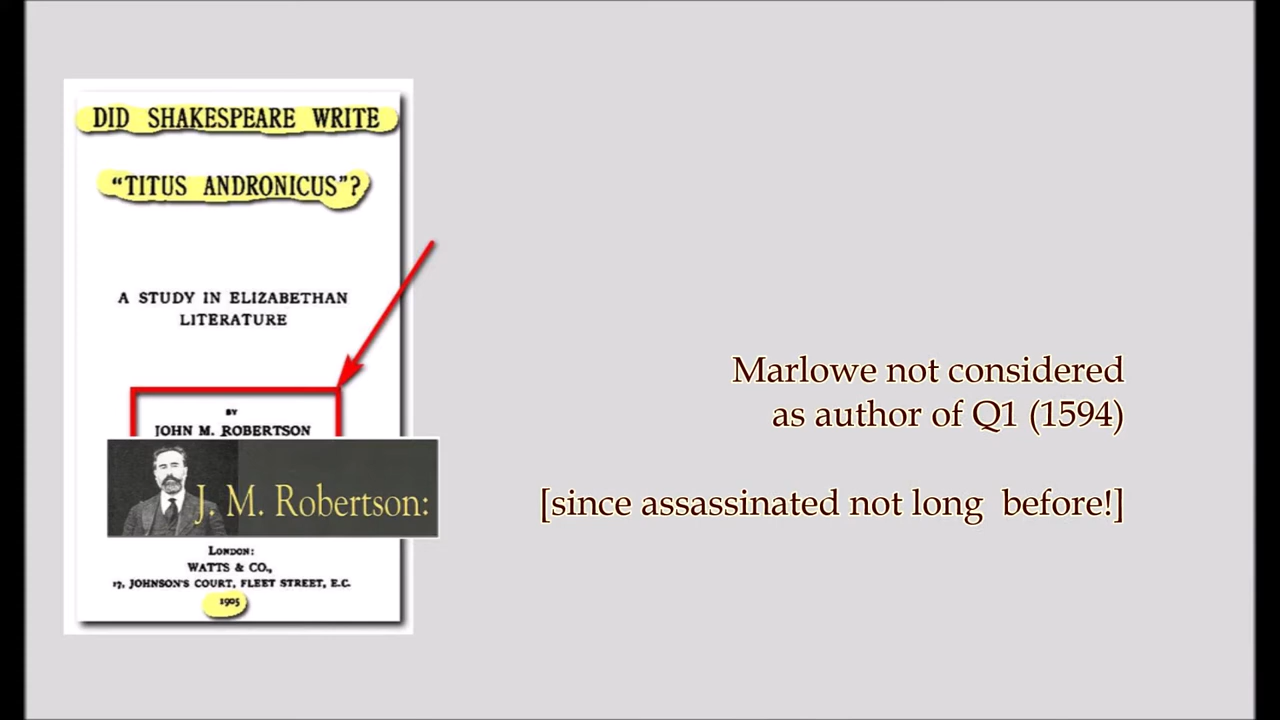 DID SHAKESPEARE WRITE
“TITUS ANDRONICUS”?
A STUDY IN ELIZABETHAN
LITERATURE
BY
JOHN M. ROBERTSON
J. M. Robertson:
LONDON:
WATTS & CO.,
17, JOHNSON'S COURT, FLEET STREET, E.C.
1905
Marlowe not considered
as author of Q1 (1594)
[since assassinated not long before!]